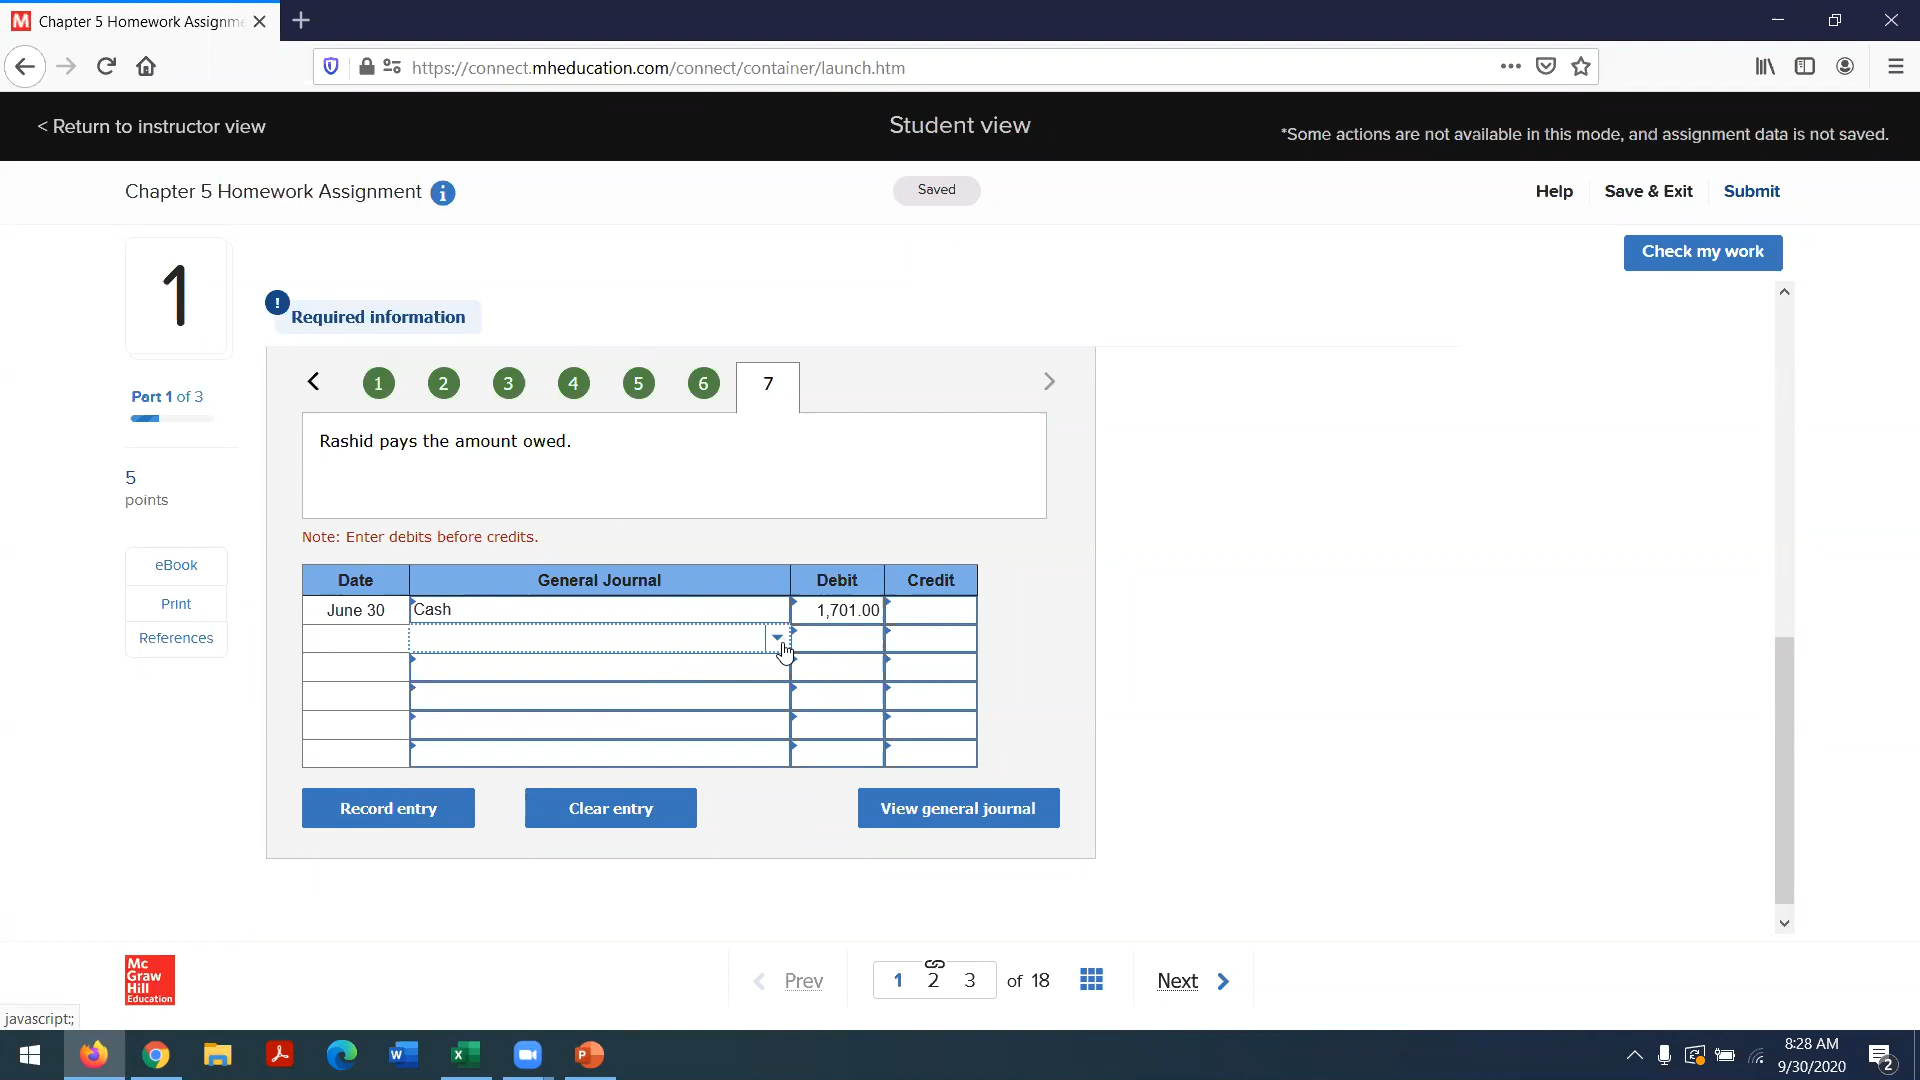 Chapter 5 Homework Assignme
https://connect.mheducation.com/connect/container/launch.htm
< Return to instructor view
Student view
*Some actions are not available in this mode, and assignment data is not saved.
Chapter 5 Homework Assignment
Saved
Help
Save & Exit
Submit
Check my work
1
Required information
Part 1 of 3
1 2 3 4 5 6 7
Rashid pays the amount owed.
5
points
Note: Enter debits before credits.
eBook
Print
References
Date General Journal Debit Credit
June 30 Cash 1,701.00
Record entry
Clear entry
View general journal
Mc
Graw
Hill
Education
Prev
1 2 3 of 18
Next
javascript:;
8:28 AM
9/30/2020
2